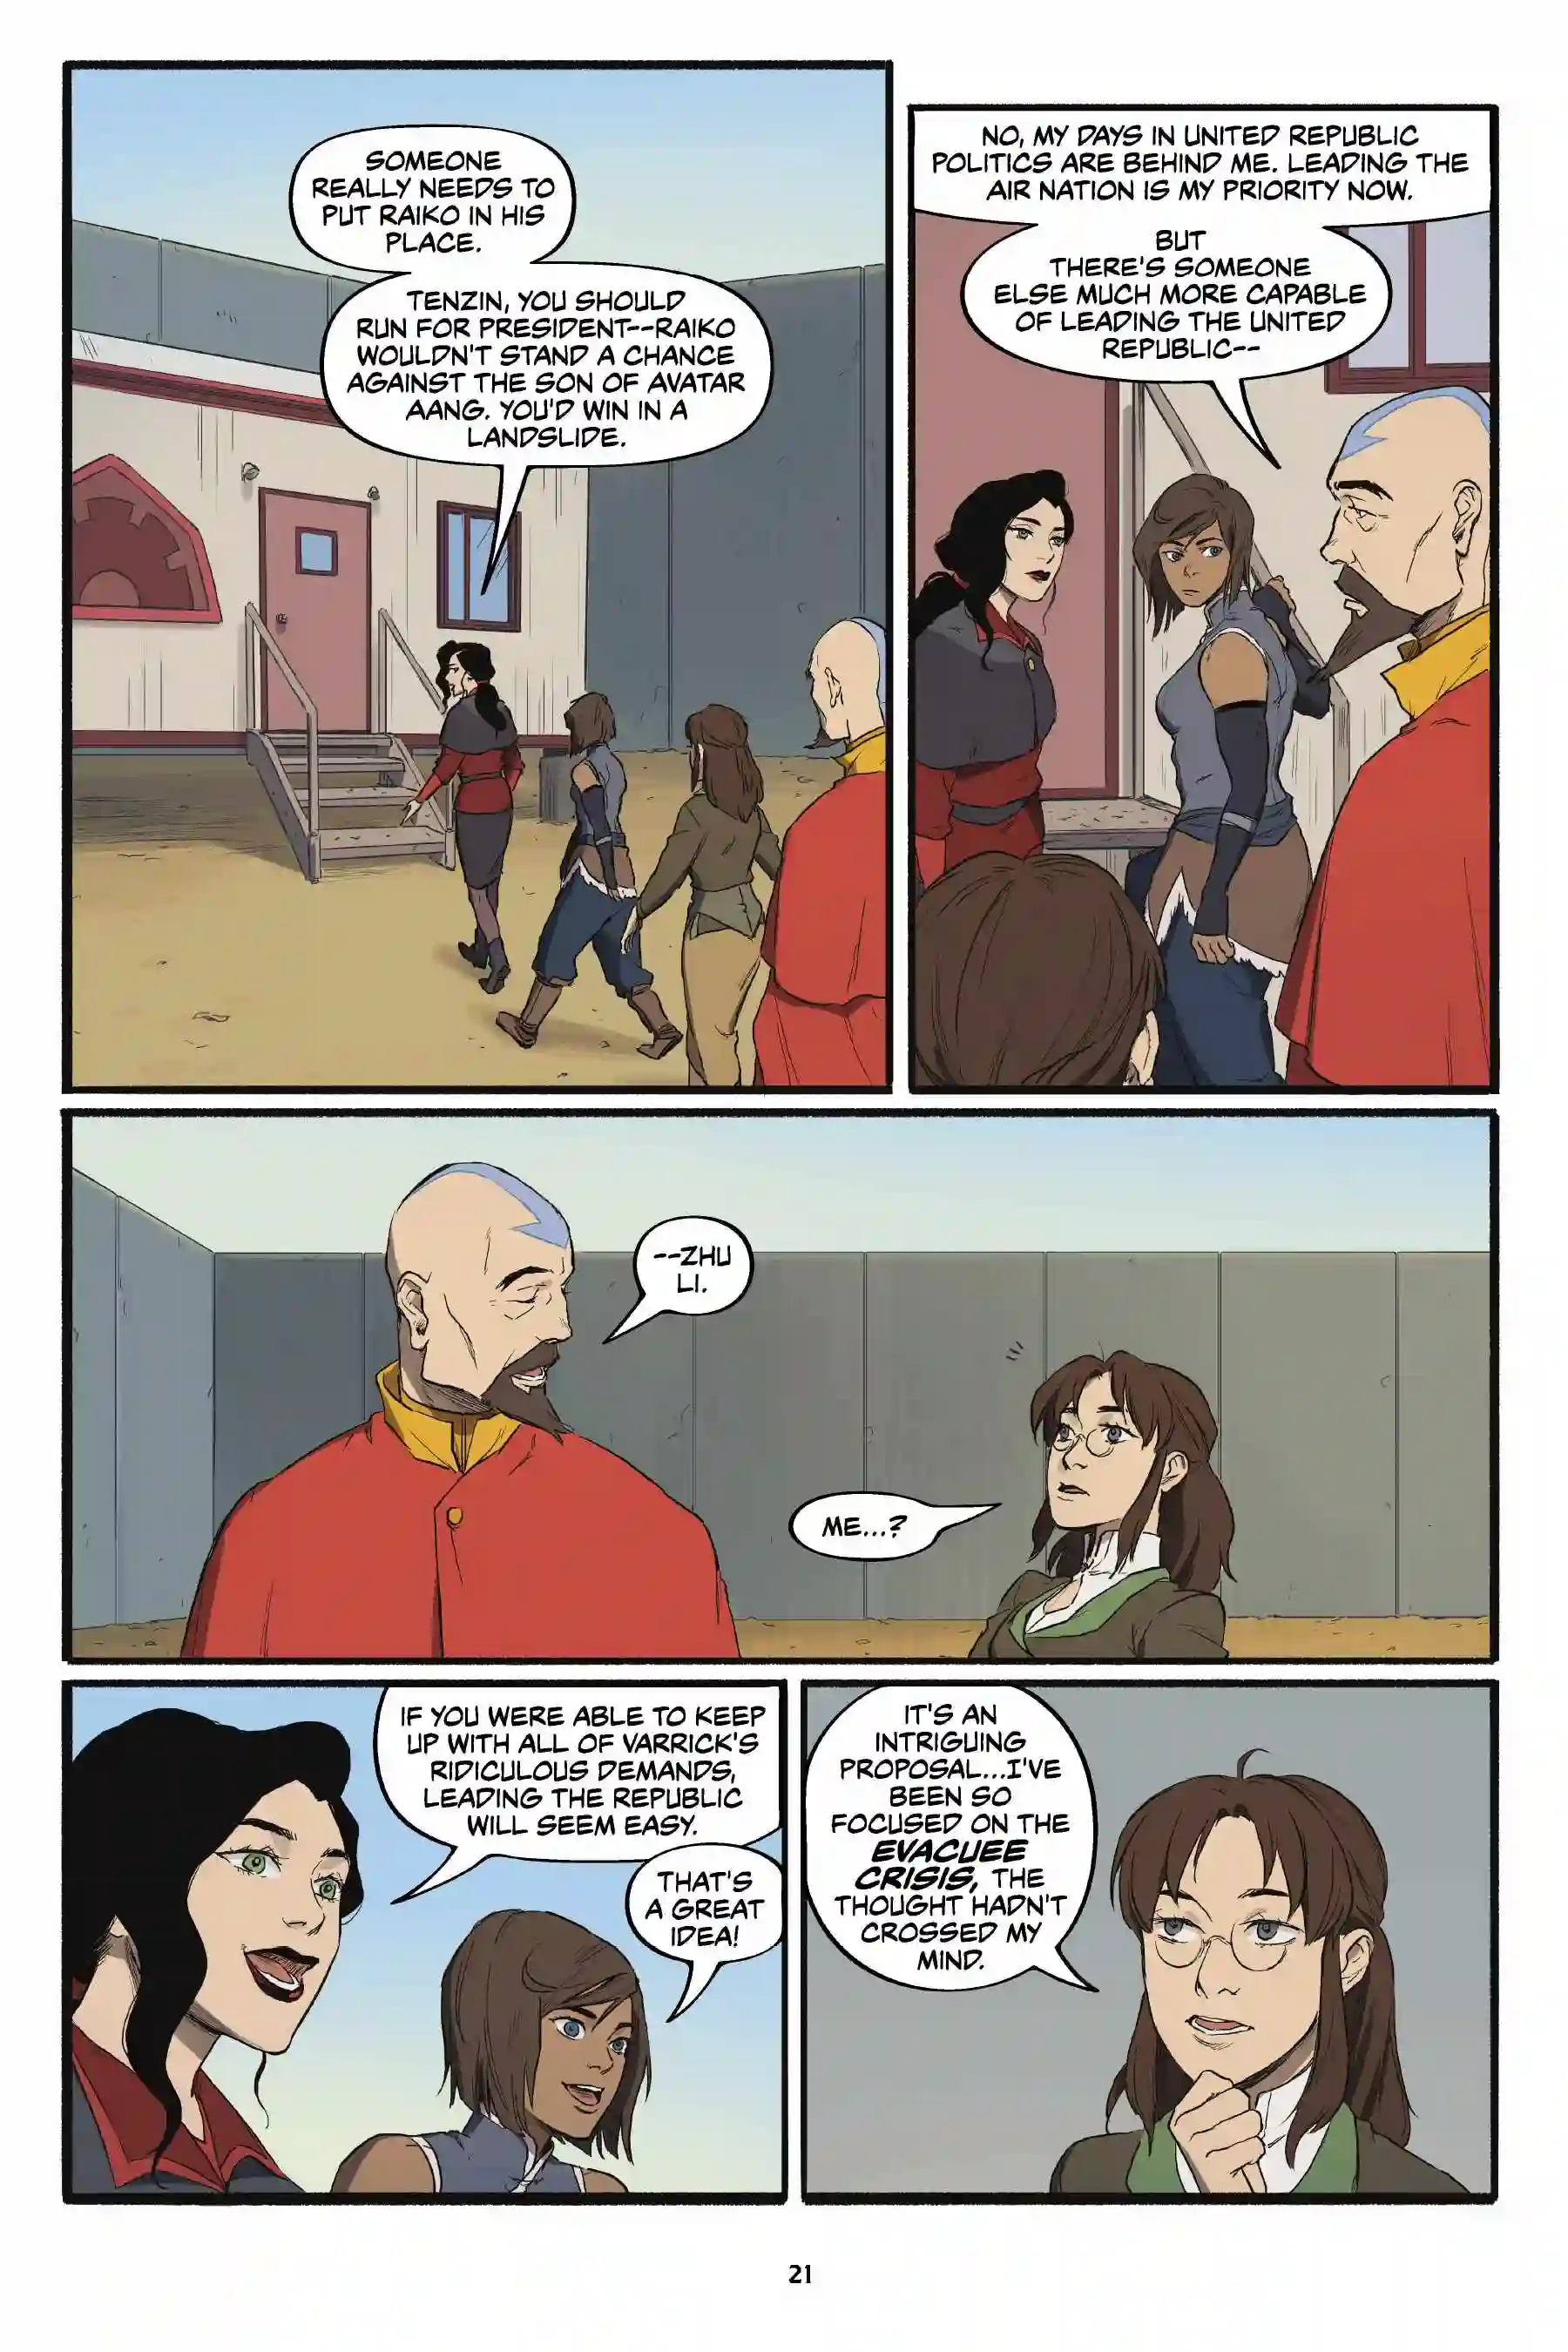 SOMEONE
REALLY NEEDS TO
PUT RAIKO IN HIS
PLACE.
TENZIN, YOU SHOULD
RUN FOR PRESIDENT--RAIKO
WOULDN'T STAND A CHANCE
AGAINST THE SON OF AVATAR
AANG. YOU'D WIN IN A
LANDSLIDE.
NO, MY DAYS IN UNITED REPUBLIC
POLITICS ARE BEHIND ME. LEADING THE
AIR NATION IS MY PRIORITY NOW.
BUT
THERE'S SOMEONE
ELSE MUCH MORE CAPABLE
OF LEADING THE UNITED
REPUBLIC--
--ZHU
LI.
ME...?
IF YOU WERE ABLE TO KEEP
UP WITH ALL OF VARRICK'S
RIDICULOUS DEMANDS,
LEADING THE REPUBLIC
WILL SEEM EASY.
THAT'S
A GREAT
IDEA!
IT'S AN
INTRIGUING
PROPOSAL...I'VE
BEEN SO
FOCUSED ON THE
EVACUEE
CRISIS, THE
THOUGHT HADN'T
CROSSED MY
MIND.
21